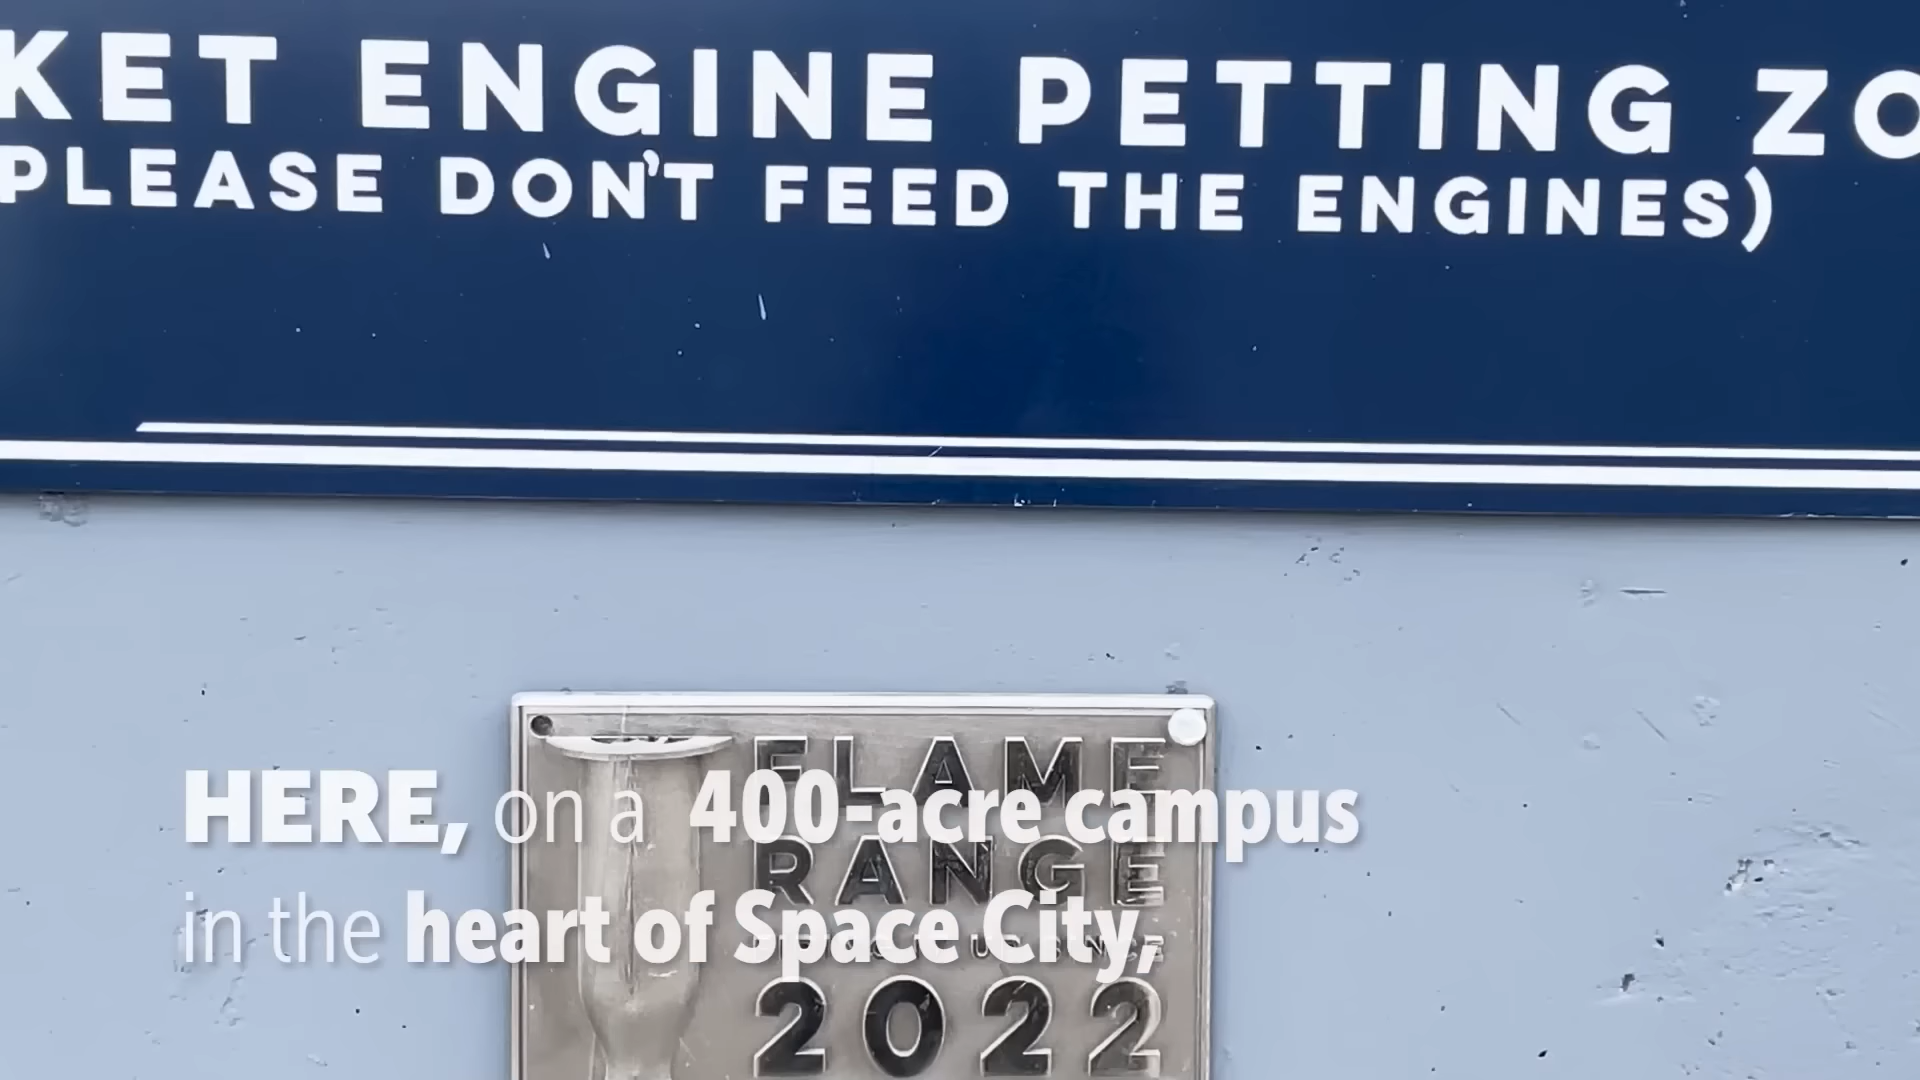 KET ENGINE PETTING ZO
PLEASE DON'T FEED THE ENGINES)
FLAME
HERE, on a 400-acre campus
RANGE
in the heart of Space City,
2022